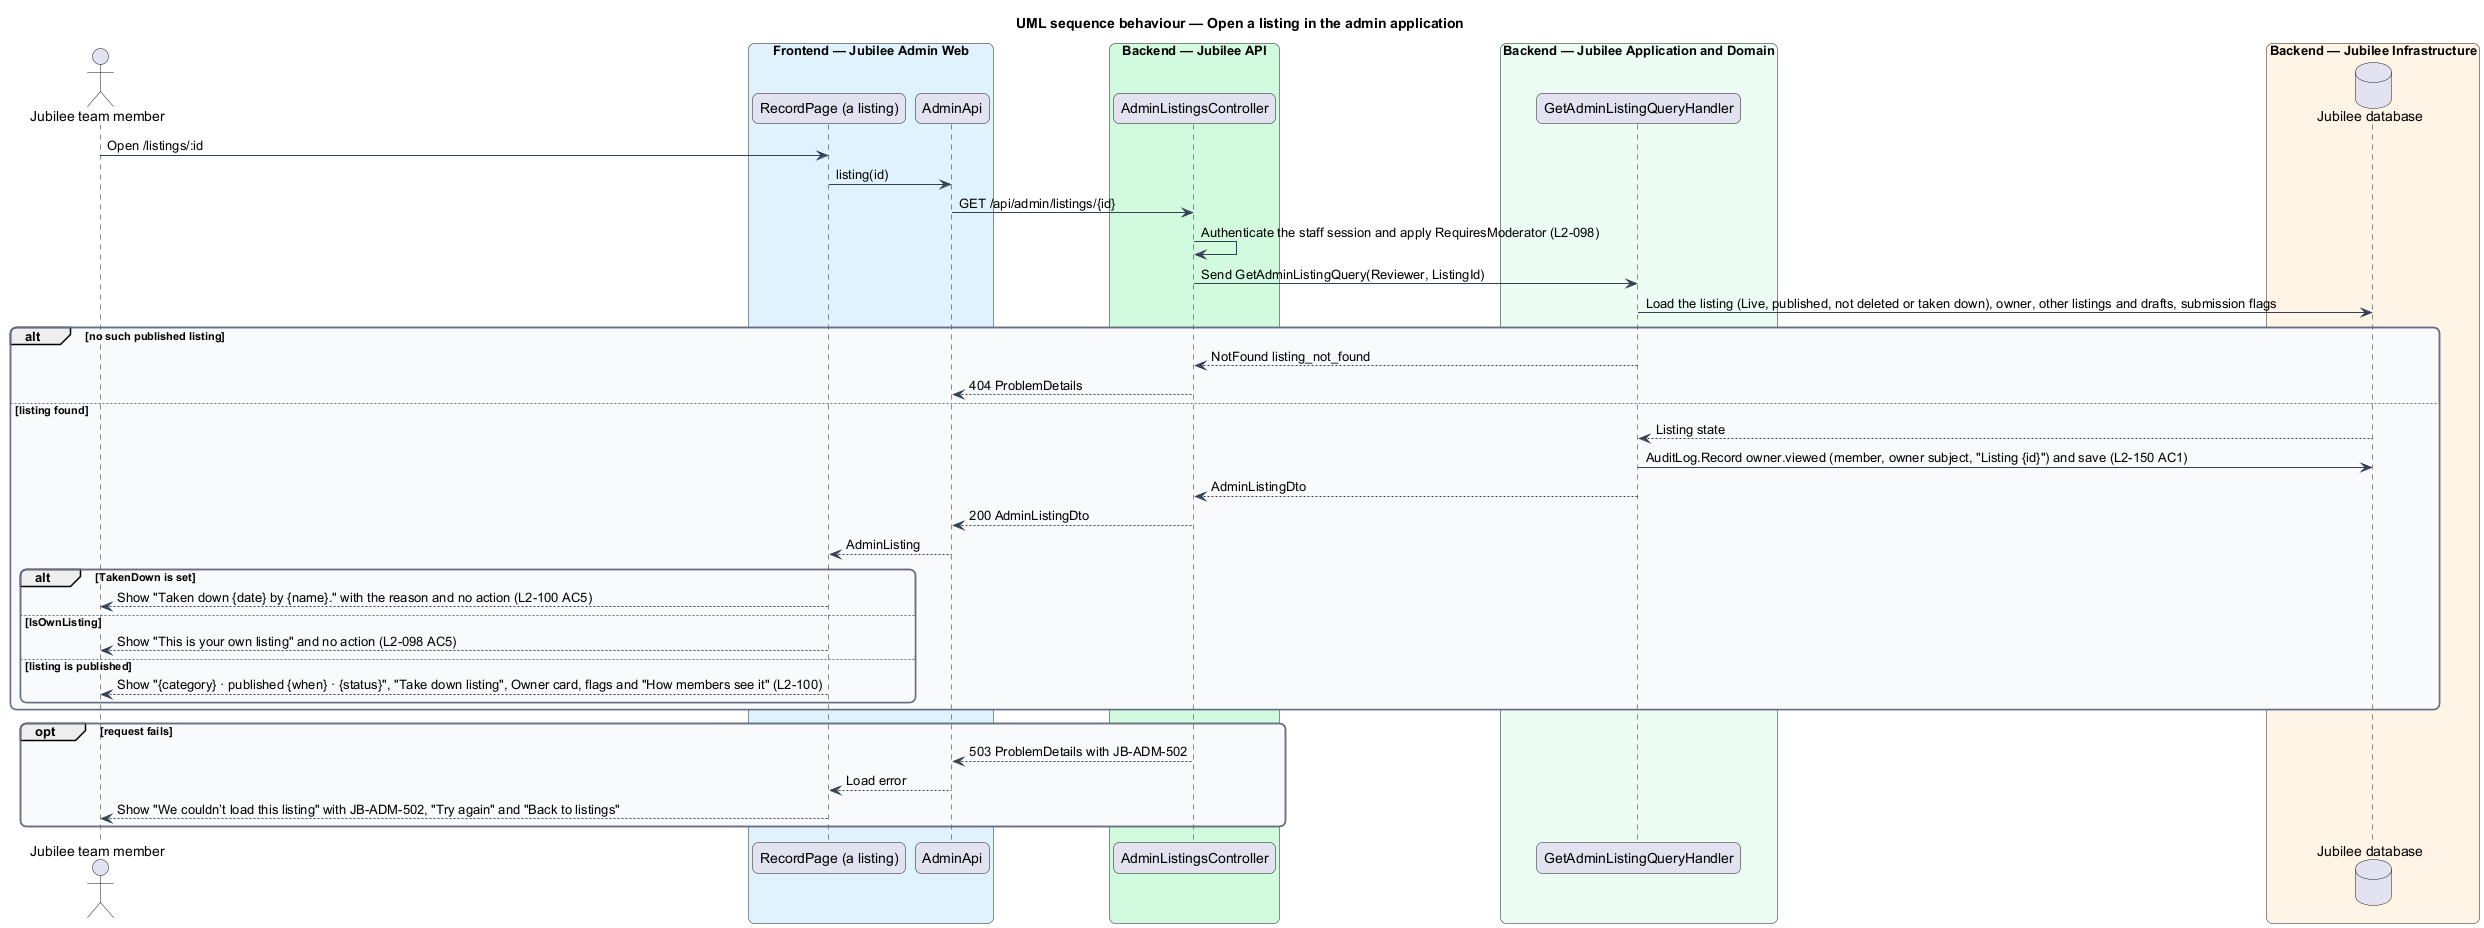 UML sequence behaviour — Open a listing in the admin application
Frontend — Jubilee Admin Web
Backend — Jubilee API
Backend — Jubilee Application and Domain
Backend — Jubilee Infrastructure
Jubilee team member
RecordPage (a listing)
AdminApi
AdminListingsController
GetAdminListingQueryHandler
Jubilee database
Open /listings/:id
listing(id)
GET /api/admin/listings/{id}
Authenticate the staff session and apply RequiresModerator (L2-098)
Send GetAdminListingQuery(Reviewer, ListingId)
Load the listing (Live, published, not deleted or taken down), owner, other listings and drafts, submission flags
alt [no such published listing]
NotFound listing_not_found
404 ProblemDetails
[listing found]
Listing state
AuditLog.Record owner.viewed (member, owner subject, "Listing {id}") and save (L2-150 AC1)
AdminListingDto
200 AdminListingDto
AdminListing
alt [TakenDown is set]
Show "Taken down {date} by {name}." with the reason and no action (L2-100 AC5)
[IsOwnListing]
Show "This is your own listing" and no action (L2-098 AC5)
[listing is published]
Show "{category} · published {when} · {status}", "Take down listing", Owner card, flags and "How members see it" (L2-100)
opt [request fails]
503 ProblemDetails with JB-ADM-502
Load error
Show "We couldn't load this listing" with JB-ADM-502, "Try again" and "Back to listings"
Jubilee team member
RecordPage (a listing)
AdminApi
AdminListingsController
GetAdminListingQueryHandler
Jubilee database